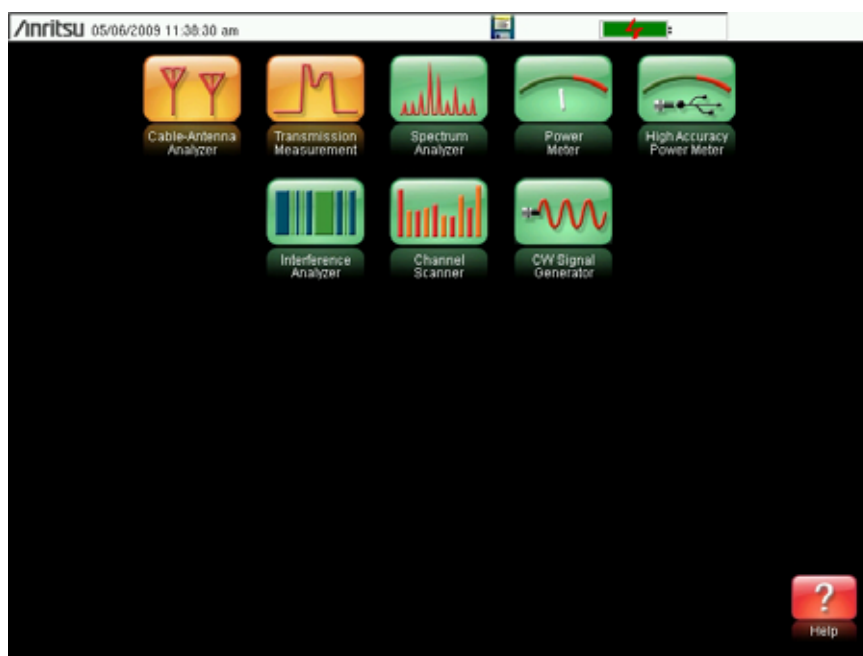 Anritsu 05/06/2009 11:38:30 am
Cable-Antenna
Analyzer
Transmission
Measurement
Spectrum
Analyzer
Power
Meter
High Accuracy
Power Meter
Interference
Analyzer
Channel
Scanner
CW Signal
Generator
?
Help